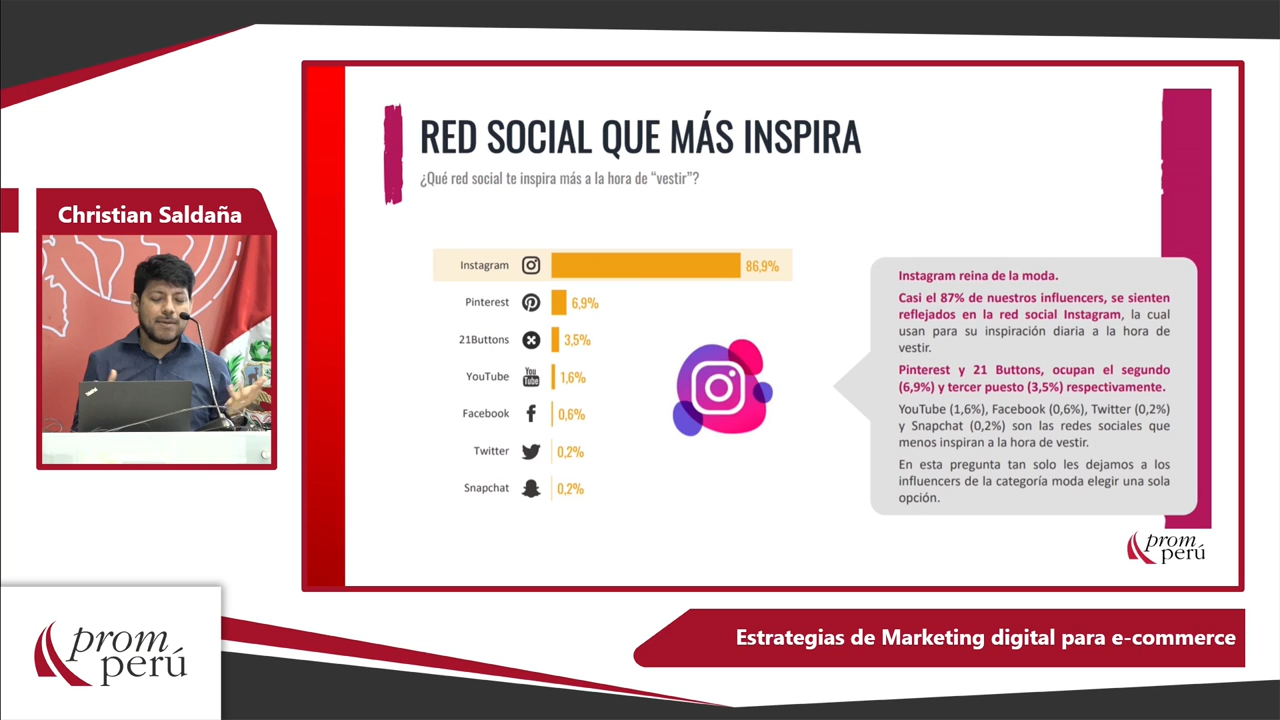 Christian Saldaña
RED SOCIAL QUE MÁS INSPIRA
¿Qué red social te inspira más a la hora de “vestir”?
Instagram 86,9%
Pinterest 6,9%
21Buttons 3,5%
YouTube You Tube 1,6%
Facebook 0,6%
Twitter 0,2%
Snapchat 0,2%
Instagram reina de la moda.
Casi el 87% de nuestros influencers, se sienten
reflejados en la red social Instagram, la cual
usan para su inspiración diaria a la hora de
vestir.
Pinterest y 21 Buttons, ocupan el segundo
(6,9%) y tercer puesto (3,5%) respectivamente.
YouTube (1,6%), Facebook (0,6%), Twitter (0,2%)
y Snapchat (0,2%) son las redes sociales que
menos inspiran a la hora de vestir.
En esta pregunta tan solo les dejamos a los
influencers de la categoría moda elegir una sola
opción.
prom
perú
prom
perú
Estrategias de Marketing digital para e-commerce